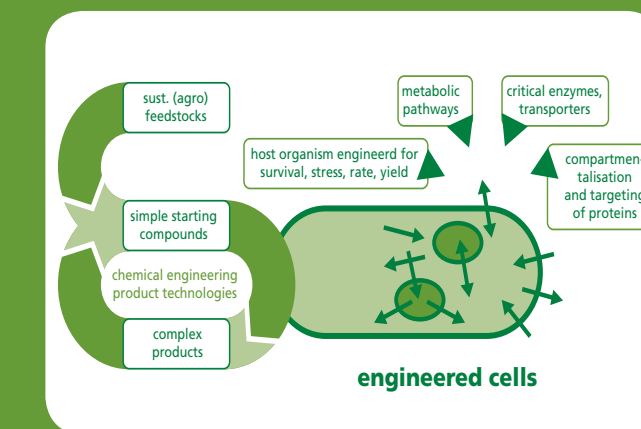 sust. (agro)
feedstocks
simple starting
compounds
chemical engineering
product technologies
complex
products
metabolic
pathways
critical enzymes,
transporters
host organism engineerd for
survival, stress, rate, yield
compartmen
talisation
and targeting
of proteins
engineered cells